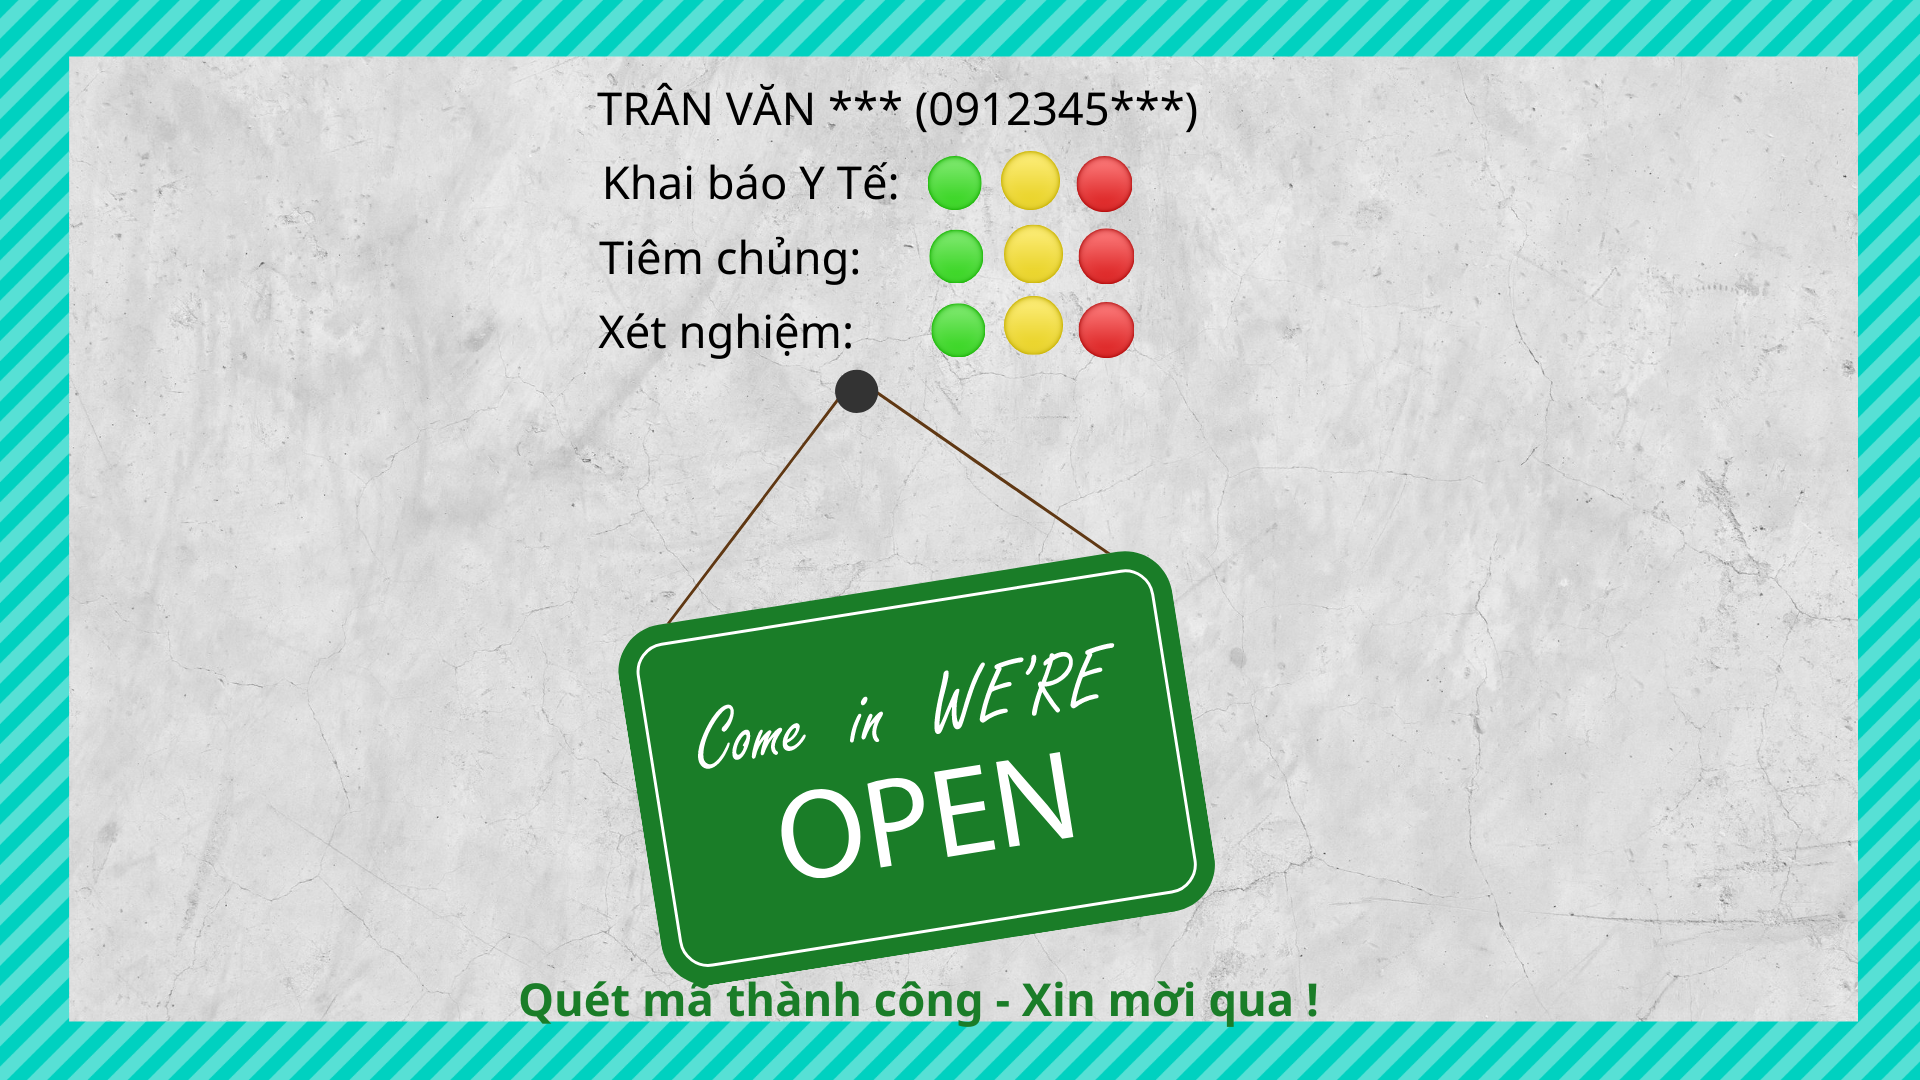 TRÂN VĂN *** (0912345***)
Khai báo Y Tế:
Tiêm chủng:
Xét nghiệm:
Come in WE'RE
OPEN
Quét mã thành công - Xin mời qua !